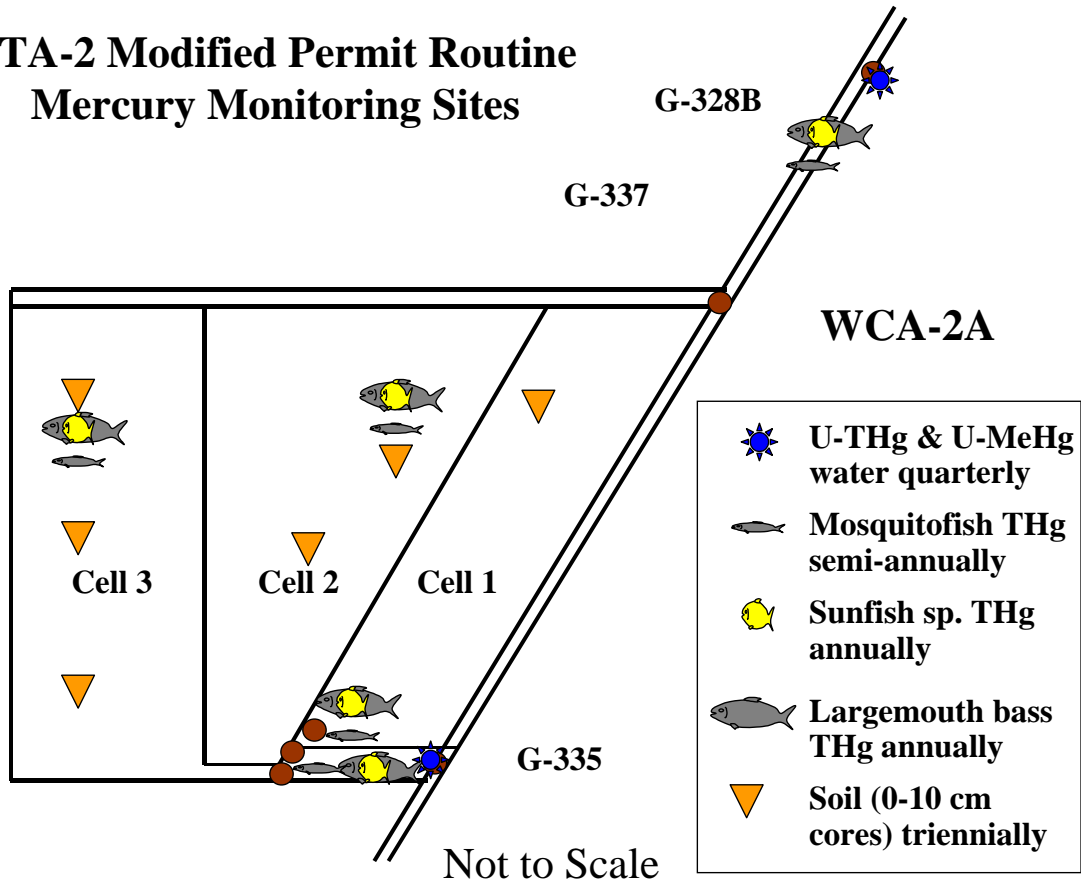 TA-2 Modified Permit Routine
Mercury Monitoring Sites
G-328B
G-337
WCA-2A
Cell 3
Cell 2
Cell 1
G-335
Not to Scale
U-THg & U-MeHg
water quarterly
Mosquitofish THg
semi-annually
Sunfish sp. THg
annually
Largemouth bass
THg annually
Soil (0-10 cm
cores) triennially